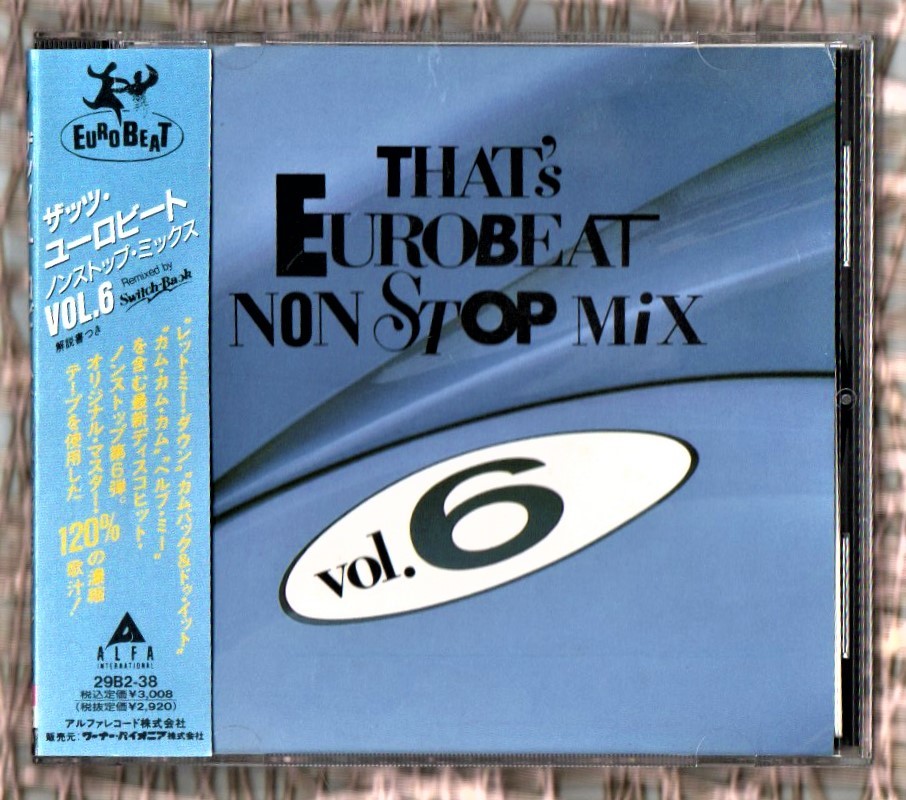 EUROBEAT
ザッツ・
ユーロビート
ノンストップ・ミックス
VOL.6
Remixed by
Switch-Back
解説書つき
"レット・ミー・ダウン""カムバック&ドゥ・イット"
"カム・カム・カム""ヘルプ・ミー"
を含む最新ディスコヒット・
ノンストップ第6弾。
オリジナル・マスター・
テープを使用した
120%の濃縮
歌汁!
ALFA
INTERNATIONAL
29B2-38
税込定価¥3,008
(税抜定価¥2,920)
アルファレコード株式会社
販売元:ワーナー・パイオニア株式会社
THAT's
EUROBEAT
NON STOP MiX
vol.6